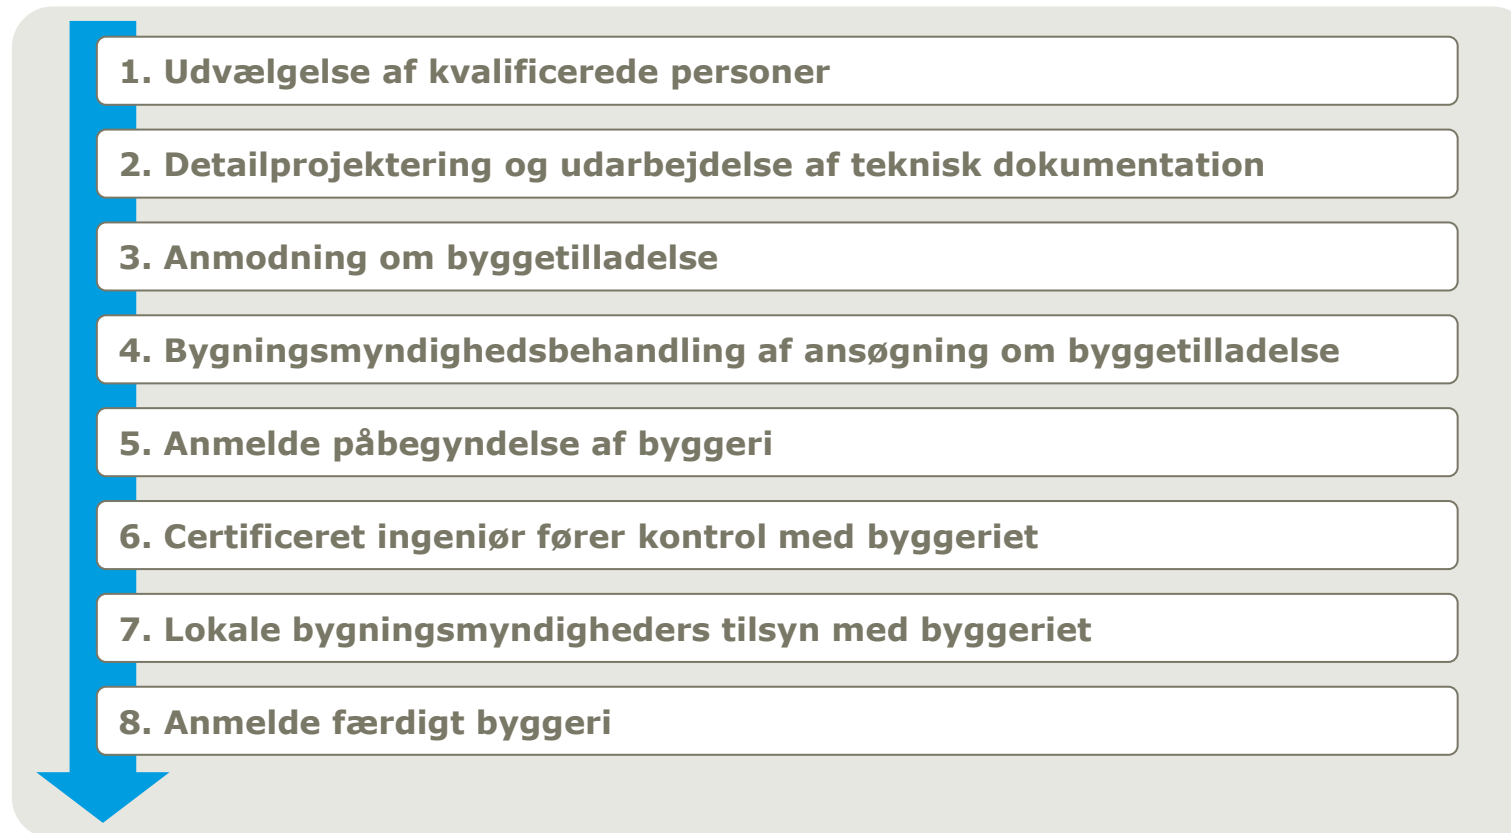 1. Udvælgelse af kvalificerede personer
2. Detailprojektering og udarbejdelse af teknisk dokumentation
3. Anmodning om byggetilladelse
4. Bygningsmyndighedsbehandling af ansøgning om byggetilladelse
5. Anmelde påbegyndelse af byggeri
6. Certificeret ingeniør fører kontrol med byggeriet
7. Lokale bygningsmyndigheders tilsyn med byggeriet
8. Anmelde færdigt byggeri